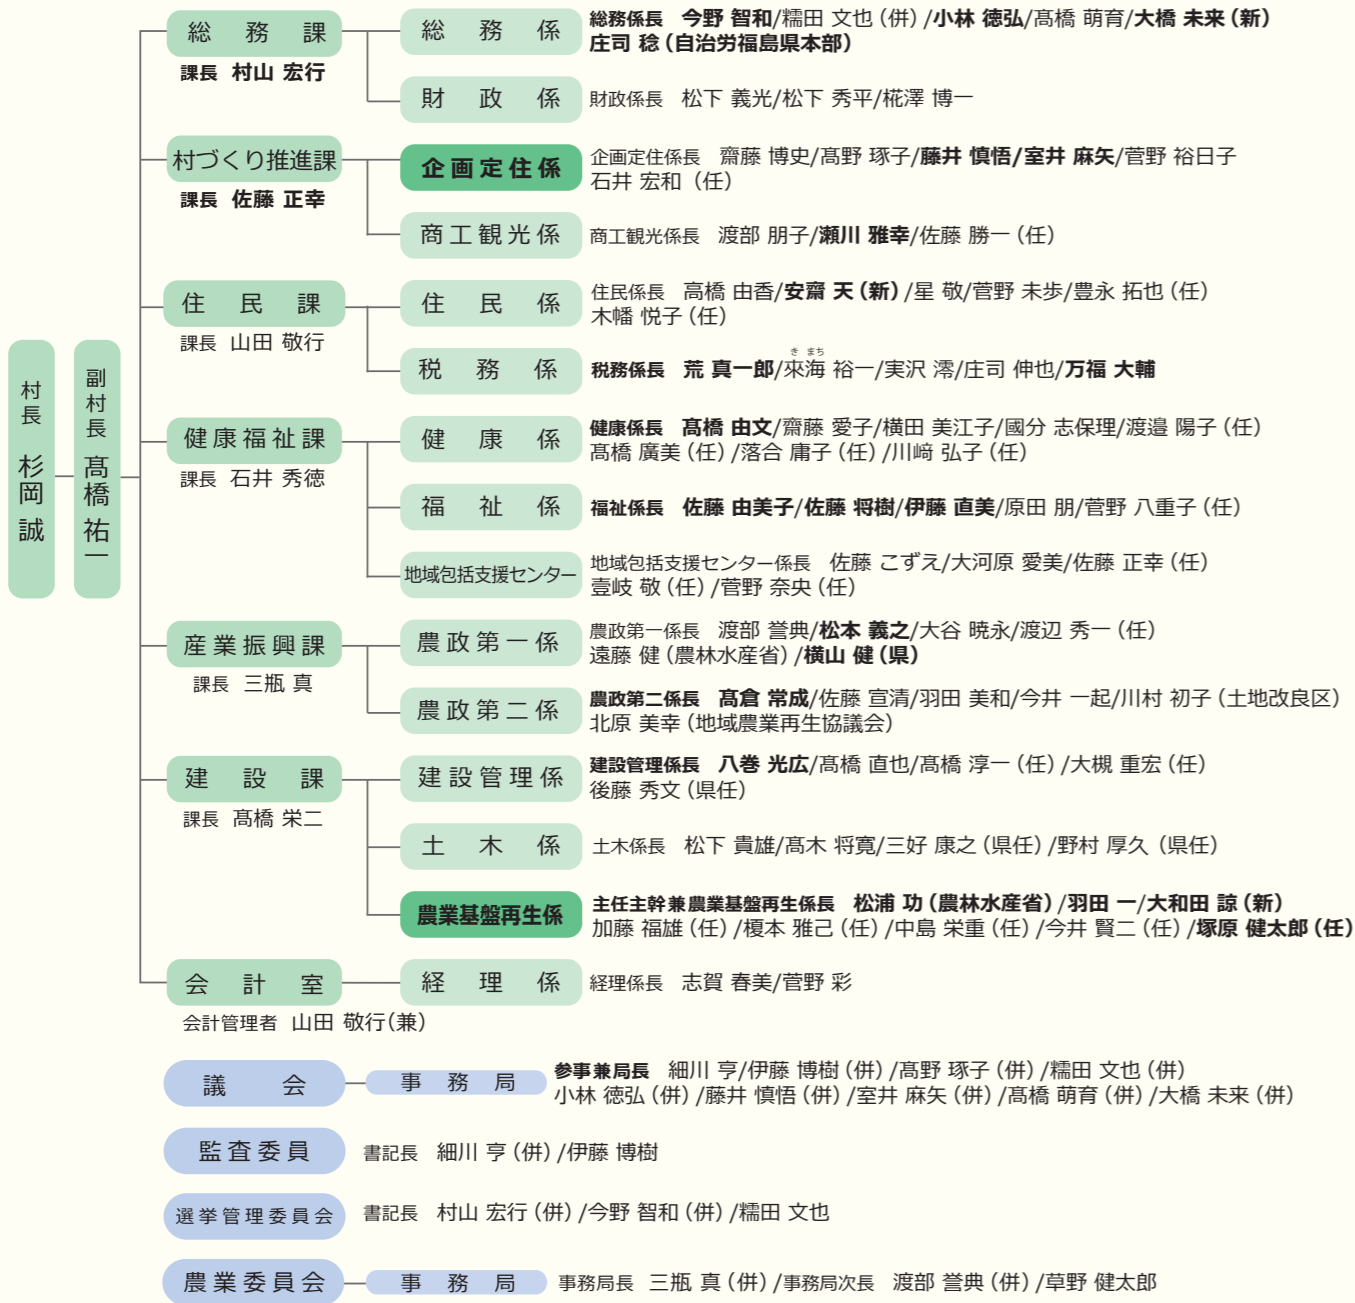 村長 杉岡 誠
副村長 髙橋 祐一
総務課
課長 村山 宏行
総務係
総務係長 今野 智和/糯田 文也(併)/小林 徳弘/髙橋 萌育/大橋 未来(新)
庄司 稔(自治労福島県本部)
財政係
財政係長 松下 義光/松下 秀平/椛澤 博一
村づくり推進課
課長 佐藤 正幸
企画定住係
企画定住係長 齋藤 博史/髙野 琢子/藤井 慎悟/室井 麻矢/菅野 裕日子
石井 宏和(任)
商工観光係
商工観光係長 渡部 朋子/瀬川 雅幸/佐藤 勝一(任)
住民課
課長 山田 敬行
住民係
住民係長 高橋 由香/安齋 天(新)/星 敬/菅野 未歩/豊永 拓也(任)
木幡 悦子(任)
税務係
き まち
税務係長 荒 真一郎/來海 裕一/実沢 澪/庄司 伸也/万福 大輔
健康福祉課
課長 石井 秀徳
健康係
健康係長 髙橋 由文/齋藤 愛子/横田 美江子/國分 志保理/渡邉 陽子(任)
髙橋 廣美(任)/落合 庸子(任)/川﨑 弘子(任)
福祉係
福祉係長 佐藤 由美子/佐藤 将樹/伊藤 直美/原田 朋/菅野 八重子(任)
地域包括支援センター
地域包括支援センター係長 佐藤 こずえ/大河原 愛美/佐藤 正幸(任)
壹岐 敬(任)/菅野 奈央(任)
産業振興課
課長 三瓶 真
農政第一係
農政第一係長 渡部 誉典/松本 義之/大谷 暁永/渡辺 秀一(任)
遠藤 健(農林水産省)/横山 健(県)
農政第二係
農政第二係長 髙倉 常成/佐藤 宣清/羽田 美和/今井 一起/川村 初子(土地改良区)
北原 美幸(地域農業再生協議会)
建設課
課長 髙橋 栄二
建設管理係
建設管理係長 八巻 光広/髙橋 直也/髙橋 淳一(任)/大槻 重宏(任)
後藤 秀文(県任)
土木係
土木係長 松下 貴雄/髙木 将寛/三好 康之(県任)/野村 厚久(県任)
農業基盤再生係
主任主幹兼農業基盤再生係長 松浦 功(農林水産省)/羽田 一/大和田 諒(新)
加藤 福雄(任)/榎本 雅己(任)/中島 栄重(任)/今井 賢二(任)/塚原 健太郎(任)
会計室
会計管理者 山田 敬行(兼)
経理係
経理係長 志賀 春美/菅野 彩
議会
事務局
参事兼局長 細川 亨/伊藤 博樹(併)/髙野 琢子(併)/糯田 文也(併)
小林 徳弘(併)/藤井 慎悟(併)/室井 麻矢(併)/髙橋 萌育(併)/大橋 未来(併)
監査委員
書記長 細川 亨(併)/伊藤 博樹
選挙管理委員会
書記長 村山 宏行(併)/今野 智和(併)/糯田 文也
農業委員会
事務局
事務局長 三瓶 真(併)/事務局次長 渡部 誉典(併)/草野 健太郎